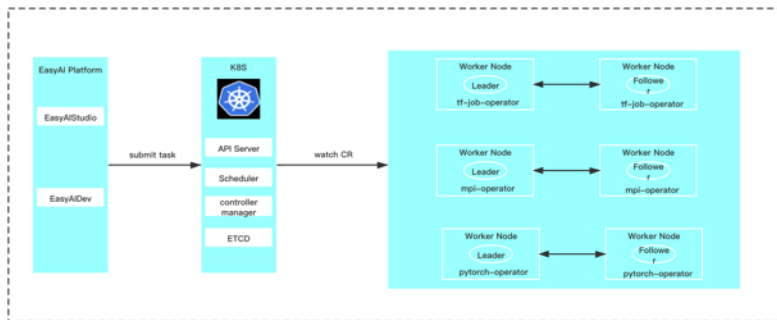 EasyAI Platform
EasyAIStudio
EasyAIDev
submit task
K8S
API Server
Scheduler
controller
manager
ETCD
watch CR
Worker Node
Leader
tf-job-operator
Worker Node
Followe
r
tf-job-operator
Worker Node
Leader
mpi-operator
Worker Node
Followe
r
mpi-operator
Worker Node
Leader
pytorch-operator
Worker Node
Followe
r
pytorch-operator